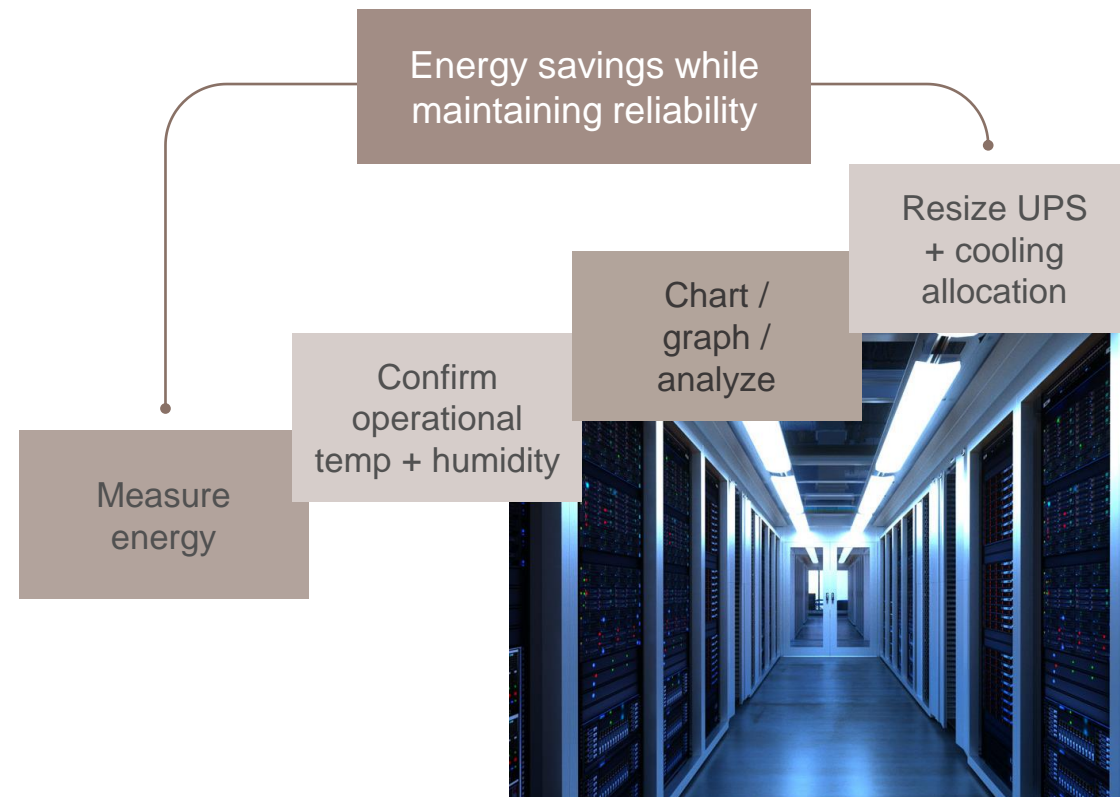 Energy savings while
maintaining reliability
Resize UPS
+ cooling
allocation
Chart /
graph /
analyze
Confirm
operational
temp + humidity
Measure
energy